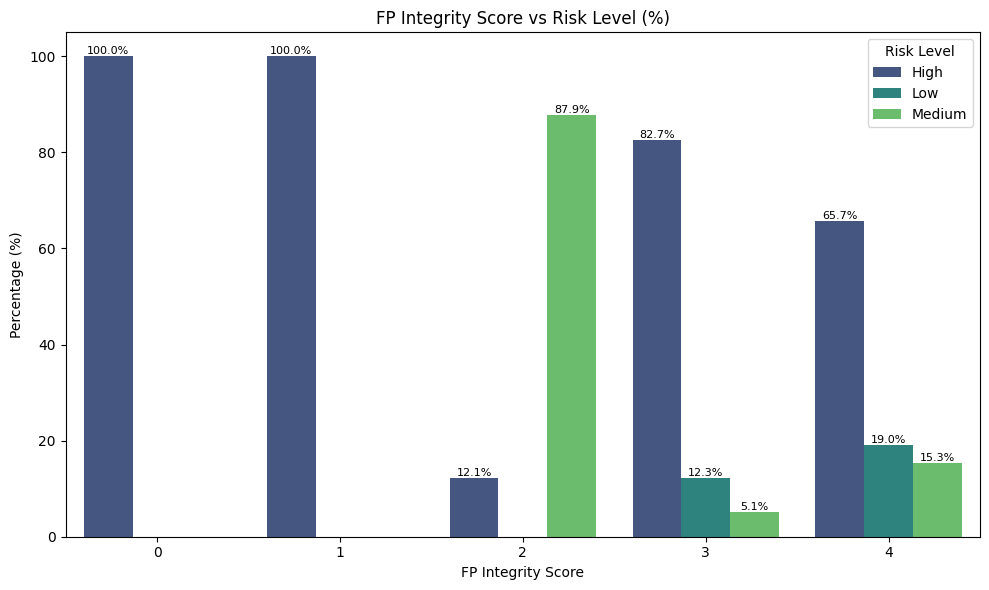 FP Integrity Score vs Risk Level (%)
Percentage (%)
100
80
60
40
20
0
100.0%
100.0%
12.1%
87.9%
82.7%
12.3%
5.1%
65.7%
19.0%
15.3%
Risk Level
High
Low
Medium
0 1 2 3 4
FP Integrity Score